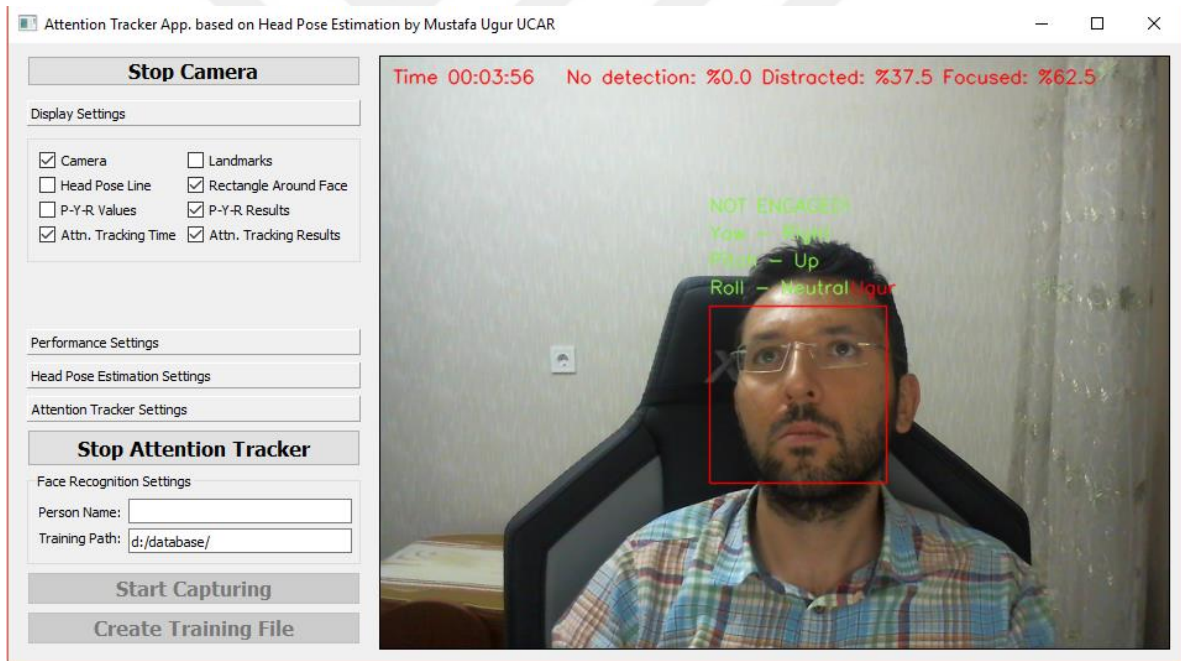 Attention Tracker App. based on Head Pose Estimation by Mustafa Ugur UCAR
Stop Camera
Display Settings
Camera
Landmarks
Head Pose Line
Rectangle Around Face
P-Y-R Values
P-Y-R Results
Attn. Tracking Time
Attn. Tracking Results
Performance Settings
Head Pose Estimation Settings
Attention Tracker Settings
Stop Attention Tracker
Face Recognition Settings
Person Name:
Training Path: d:/database/
Start Capturing
Create Training File
Time 00:03:56 No detection: %0.0 Distracted: %37.5 Focused: %62.5
NOT ENGAGED!
Yaw - Right
Pitch - Up
Roll - Neutral Ugur